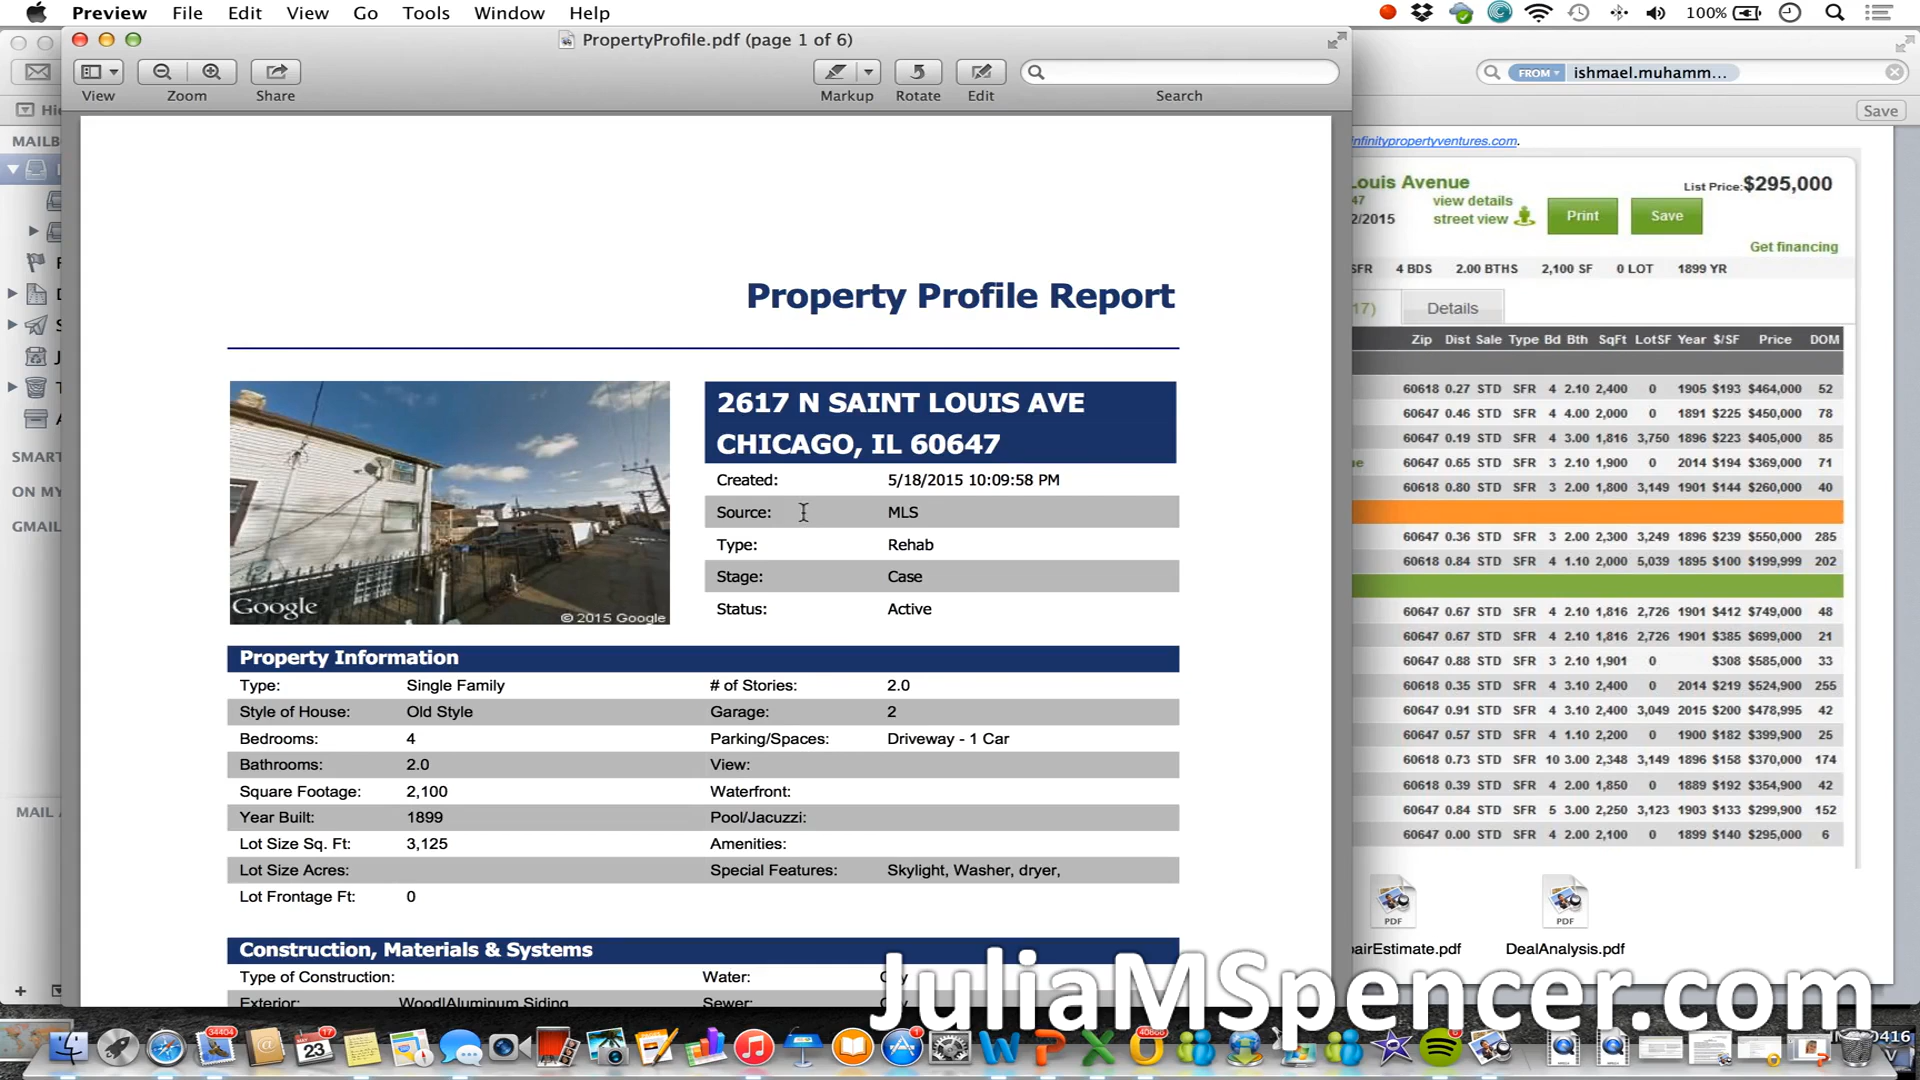 Preview File Edit View Go Tools Window Help 100%
PropertyProfile.pdf (page 1 of 6)
View Zoom Share Markup Rotate Edit Search
FROM ishmael.muhamm...
Save
MAILB
SMART
ON MY
GMAIL
MAIL A
Property Profile Report
2617 N SAINT LOUIS AVE
CHICAGO, IL 60647
Created: 5/18/2015 10:09:58 PM
Source: MLS
Type: Rehab
Stage: Case
Status: Active
Google
© 2015 Google
Property Information
Type: Single Family # of Stories: 2.0
Style of House: Old Style Garage: 2
Bedrooms: 4 Parking/Spaces: Driveway - 1 Car
Bathrooms: 2.0 View:
Square Footage: 2,100 Waterfront:
Year Built: 1899 Pool/Jacuzzi:
Lot Size Sq. Ft: 3,125 Amenities:
Lot Size Acres: Special Features: Skylight, Washer, dryer,
Lot Frontage Ft: 0
Construction, Materials & Systems
Type of Construction: Water:
Exterior: Wood|Aluminum Siding Sewer:
infinitypropertyventures.com.
Louis Avenue List Price:$295,000
47 view details
2/2015 street view Print Save
Get financing
SFR 4 BDS 2.00 BTHS 2,100 SF 0 LOT 1899 YR
17) Details
Zip Dist Sale Type Bd Bth SqFt LotSF Year $/SF Price DOM
60618 0.27 STD SFR 4 2.10 2,400 0 1905 $193 $464,000 52
60647 0.46 STD SFR 4 4.00 2,000 0 1891 $225 $450,000 78
60647 0.19 STD SFR 4 3.00 1,816 3,750 1896 $223 $405,000 85
60647 0.65 STD SFR 3 2.10 1,900 0 2014 $194 $369,000 71
60618 0.80 STD SFR 3 2.00 1,800 3,149 1901 $144 $260,000 40
60647 0.36 STD SFR 3 2.00 2,300 3,249 1896 $239 $550,000 285
60618 0.84 STD SFR 4 1.10 2,000 5,039 1895 $100 $199,999 202
60647 0.67 STD SFR 4 2.10 1,816 2,726 1901 $412 $749,000 48
60647 0.67 STD SFR 4 2.10 1,816 2,726 1901 $385 $699,000 21
60647 0.88 STD SFR 3 2.10 1,901 0 $308 $585,000 33
60618 0.35 STD SFR 4 3.10 2,400 0 2014 $219 $524,900 255
60647 0.91 STD SFR 4 3.10 2,400 3,049 2015 $200 $478,995 42
60647 0.57 STD SFR 4 1.10 2,200 0 1900 $182 $399,900 25
60618 0.73 STD SFR 10 3.00 2,348 3,149 1896 $158 $370,000 174
60618 0.39 STD SFR 4 2.00 1,850 0 1889 $192 $354,900 42
60647 0.84 STD SFR 5 3.00 2,250 3,123 1903 $133 $299,900 152
60647 0.00 STD SFR 4 2.00 2,100 0 1899 $140 $295,000 6
PDF PDF
pairEstimate.pdf DealAnalysis.pdf
JuliaMSpencer.com
34404 17 MAY 23 1 40866